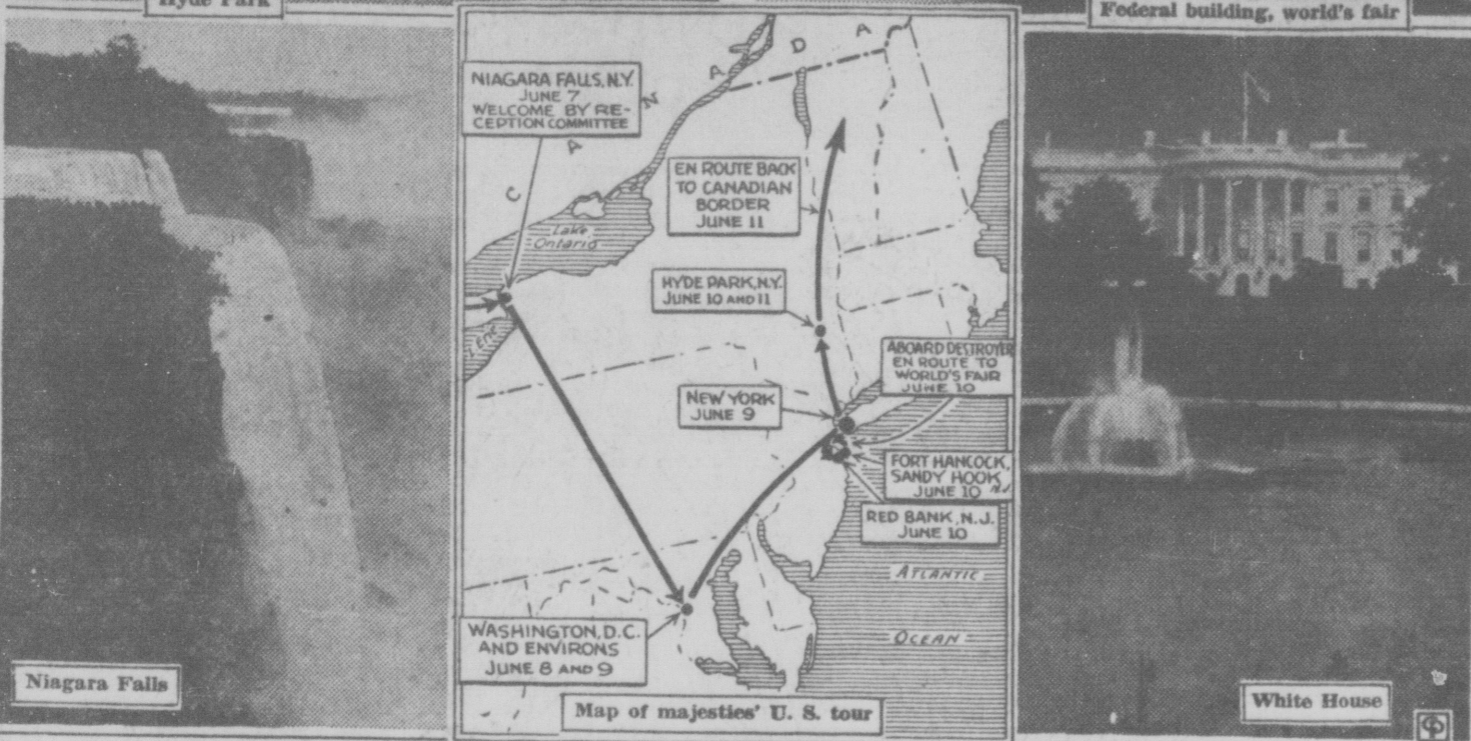 Hyde Park
Federal building, world's fair
NIAGARA FALLS, N.Y.
JUNE 7
WELCOME BY RE-
CEPTION COMMITTEE
CANADA
Lake
Ontario
EN ROUTE BACK
TO CANADIAN
BORDER
JUNE 11
HYDE PARK, N.Y.
JUNE 10 AND 11
ABOARD DESTROYER
EN ROUTE TO
WORLD'S FAIR
JUNE 10
NEW YORK
JUNE 9
FORT HANCOCK,
SANDY HOOK
JUNE 10 N.J.
RED BANK, N.J.
JUNE 10
ATLANTIC
OCEAN
WASHINGTON, D.C.
AND ENVIRONS
JUNE 8 AND 9
Niagara Falls
Map of majesties' U. S. tour
White House